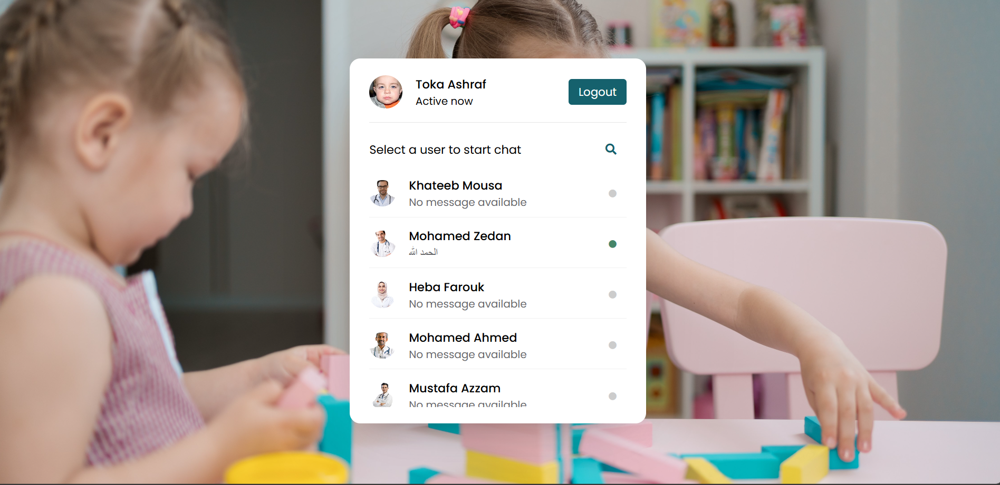 Toka Ashraf
Active now
Logout
Select a user to start chat
Khateeb Mousa
No message available
Mohamed Zedan
الحمد الله
Heba Farouk
No message available
Mohamed Ahmed
No message available
Mustafa Azzam
No message available